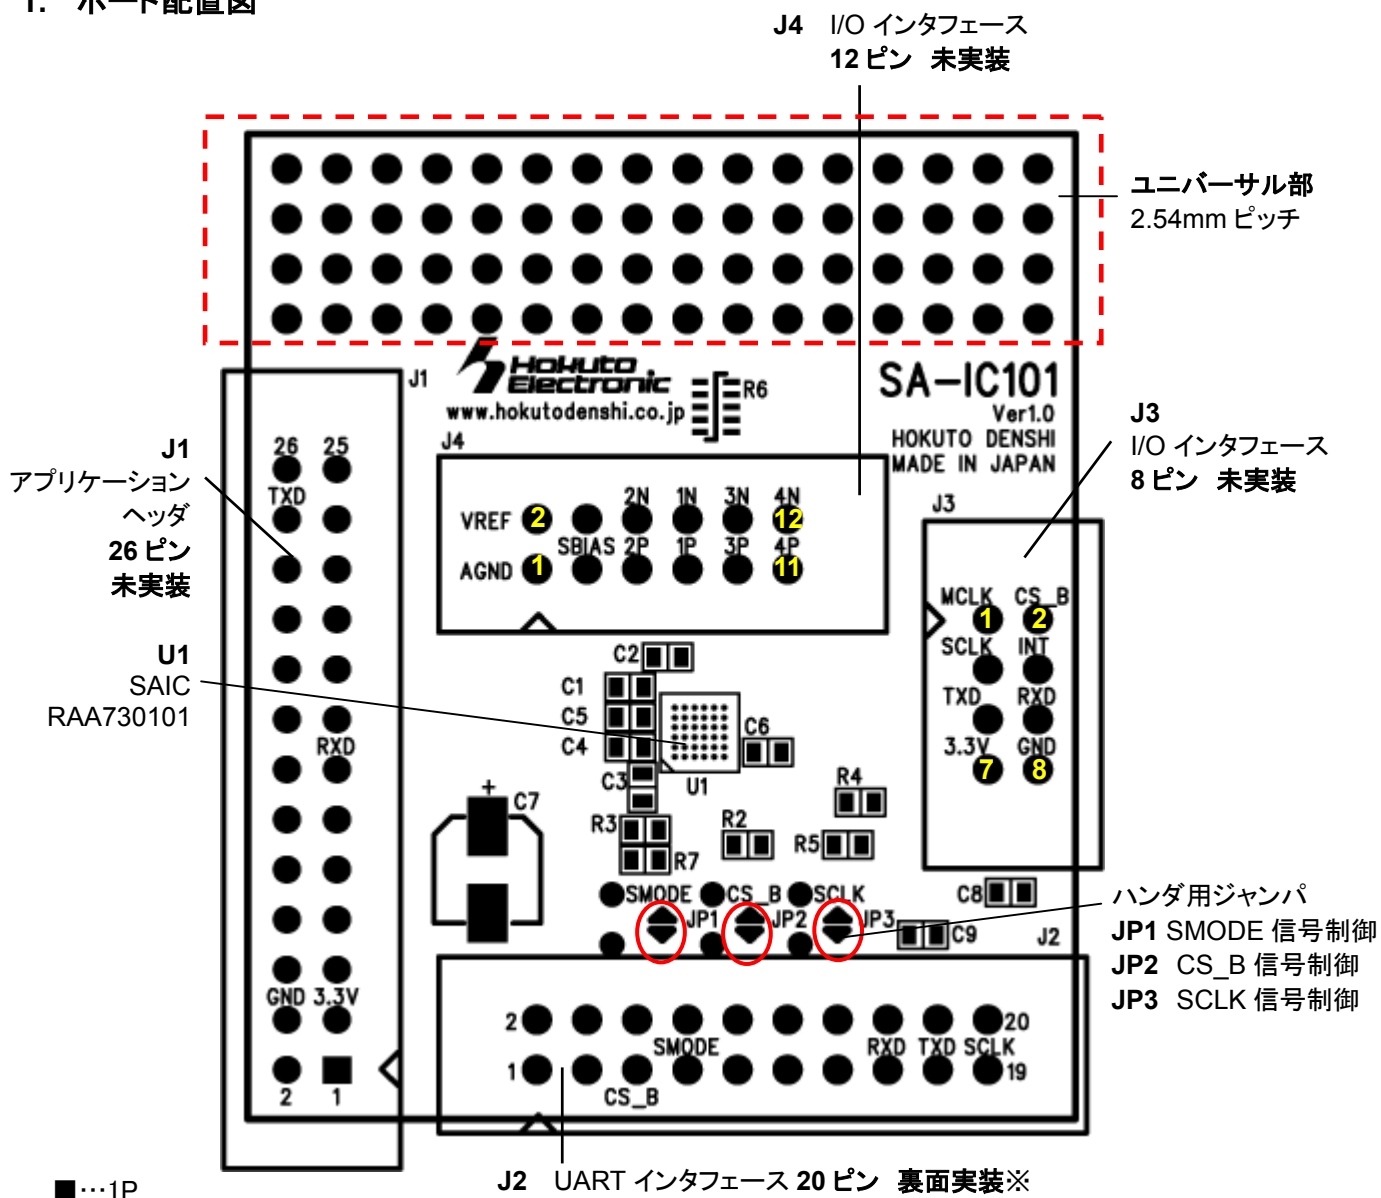 1. ボード配置図
J4 I/O インタフェース
12 ピン 未実装
ユニバーサル部
2.54mm ピッチ
Hokuto
Electronic
www.hokutodenshi.co.jp
R6
SA-IC101
Ver1.0
HOKUTO DENSHI
MADE IN JAPAN
J3
I/O インタフェース
8 ピン 未実装
J1
J1
アプリケーション
ヘッダ
26 ピン
未実装
26 25
TXD
RXD
GND 3.3V
2 1
J4
2N 1N 3N 4N
VREF 2 12
SBIAS 2P 1P 3P 4P
AGND 1 11
J3
MCLK CS_B
1 2
SCLK INT
TXD RXD
3.3V GND
7 8
U1
SAIC
RAA730101
C2
C1
C5
C4
C3
U1
C6
+
C7
R3
R7
R2
R4
R5
SMODE CS_B SCLK
JP1 JP2 JP3
C8
C9
J2
ハンダ用ジャンパ
JP1 SMODE 信号制御
JP2 CS_B 信号制御
JP3 SCLK 信号制御
2 20
SMODE RXD TXD SCLK
1 19
CS_B
J2 UART インタフェース 20 ピン 裏面実装※
■…1P